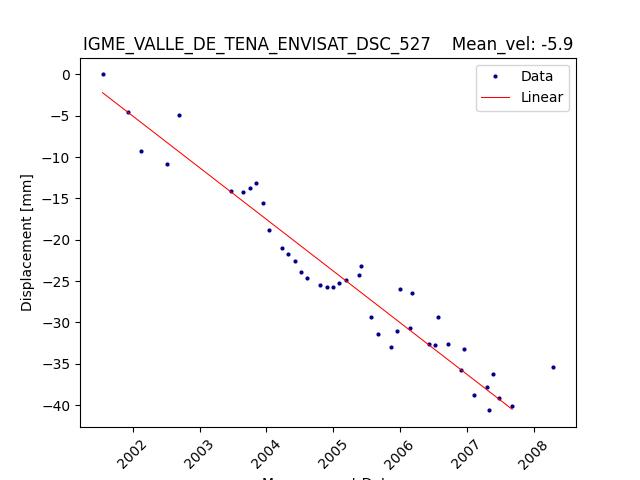 IGME_VALLE_DE_TENA_ENVISAT_DSC_527 Mean_vel: -5.9
Data
Linear
Displacement [mm]
0
−5
−10
−15
−20
−25
−30
−35
−40
2002 2003 2004 2005 2006 2007 2008